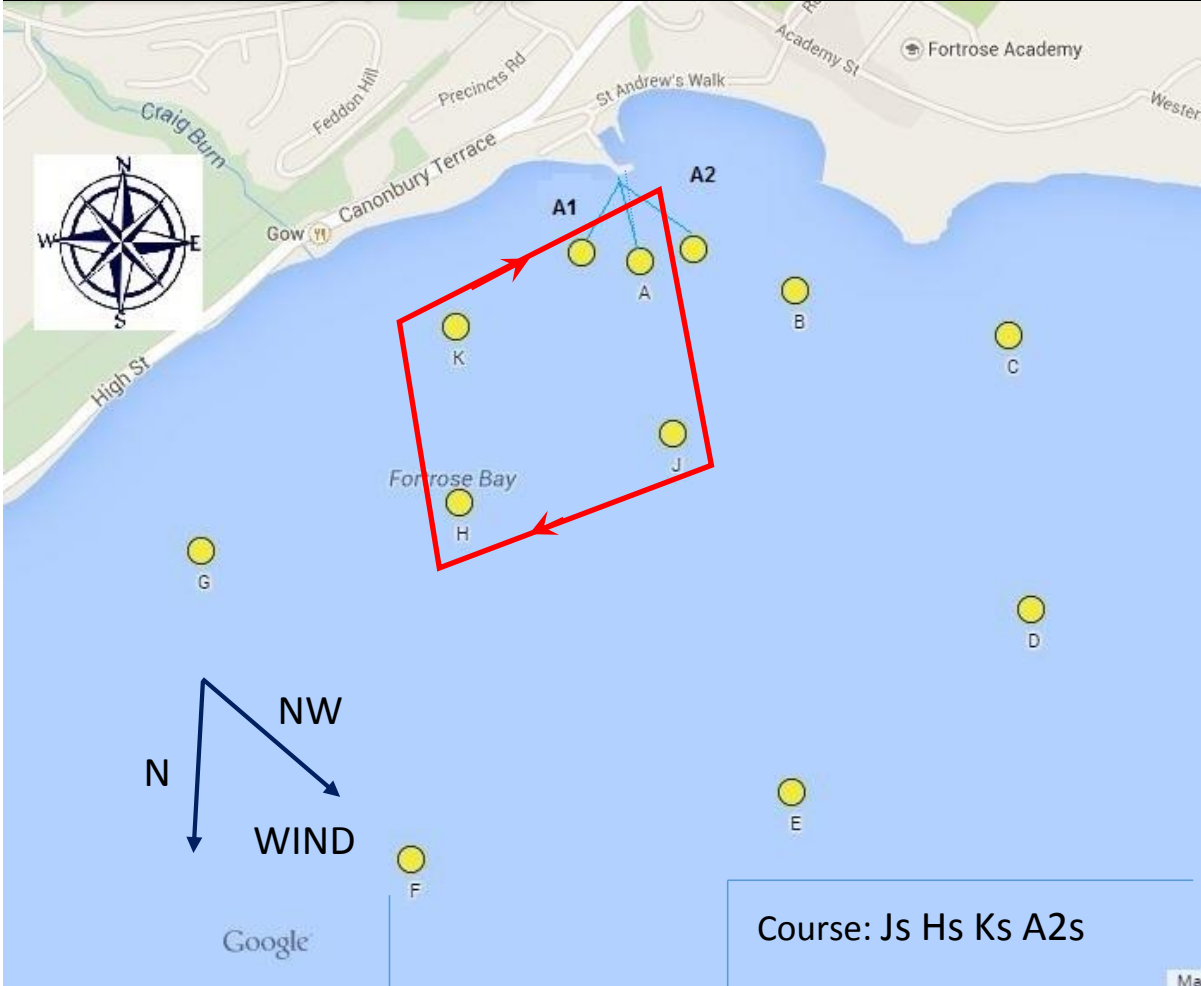 Fortrose Academy
Academy St
St Andrew's Walk
Precincts Rd
Feddon Hill
Wester
Craig Burn
Canonbury Terrace
A2
A1
N
W
E
S
Gow
A
B
K
C
High St
J
Fortrose Bay
H
G
D
NW
N
WIND
E
F
Google
Course: Js Hs Ks A2s
Ma